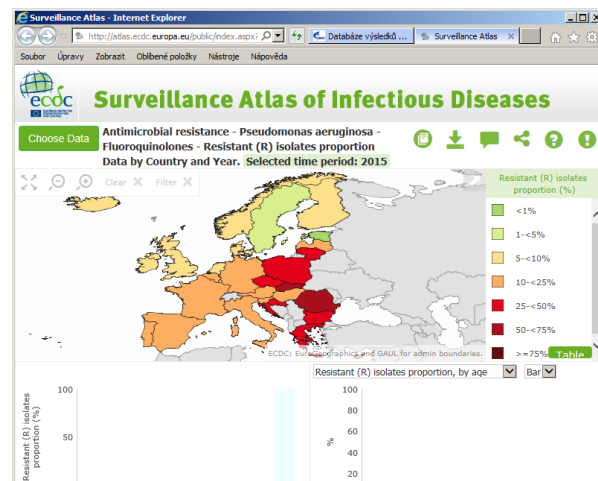 Surveillance Atlas - Internet Explorer
http://atlas.ecdc.europa.eu/public/index.aspx?
Databáze výsledků ...
Surveillance Atlas
Soubor Úpravy Zobrazit Oblíbené položky Nástroje Nápověda
ecdc
Surveillance Atlas of Infectious Diseases
Choose Data
Antimicrobial resistance - Pseudomonas aeruginosa -
Fluoroquinolones - Resistant (R) isolates proportion
Data by Country and Year. Selected time period: 2015
Clear Filter
Resistant (R) isolates
proportion (%)
<1%
1-<5%
5-<10%
10-<25%
25-<50%
50-<75%
>=75%
Table
ECDC; EuroGeographics and GAUL for admin boundaries.
Resistant (R) isolates proportion, by age
Bar
Resistant (R) isolates
proportion (%)
100
50
%
100
80
60
40
20